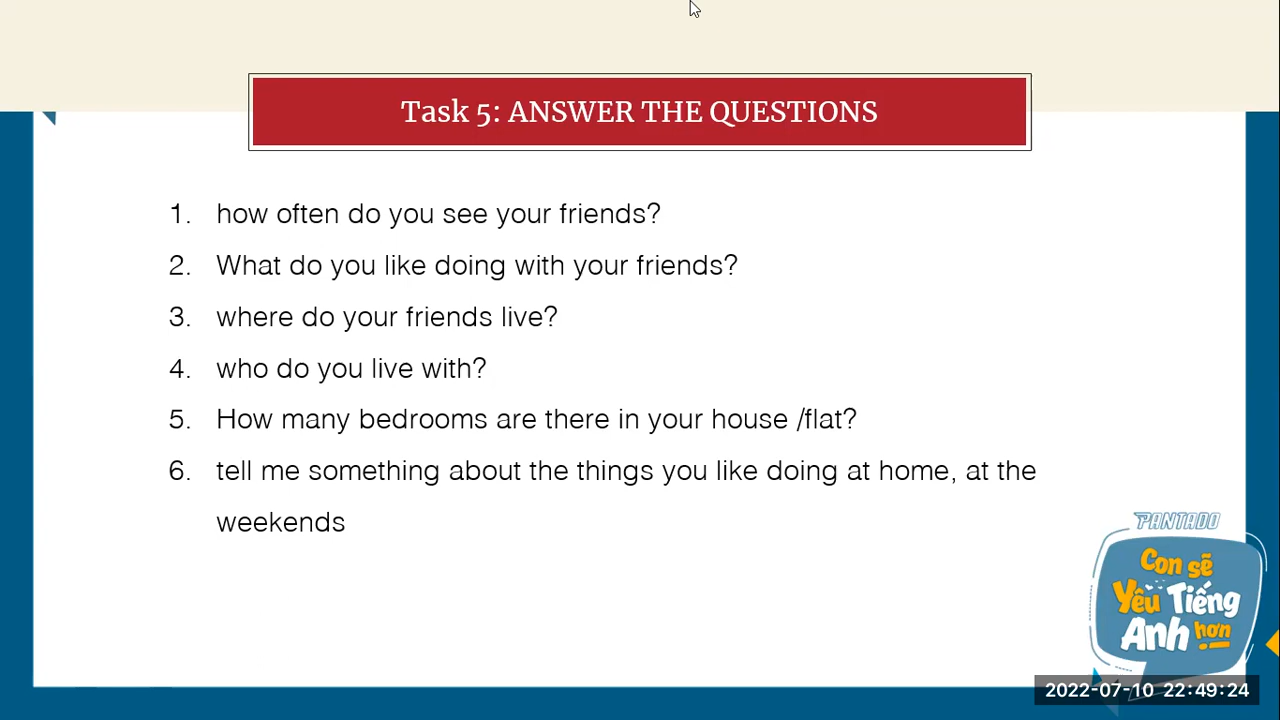 Task 5: ANSWER THE QUESTIONS
1. how often do you see your friends?
2. What do you like doing with your friends?
3. where do your friends live?
4. who do you live with?
5. How many bedrooms are there in your house /flat?
6. tell me something about the things you like doing at home, at the
weekends
PANTADO
Con sẽ
Yêu Tiếng
Anh hơn
2022-07-10 22:49:24